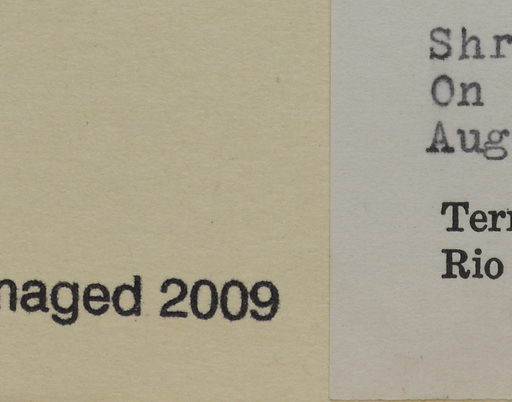 Shr
On
Aug
Terr
Rio
naged 2009